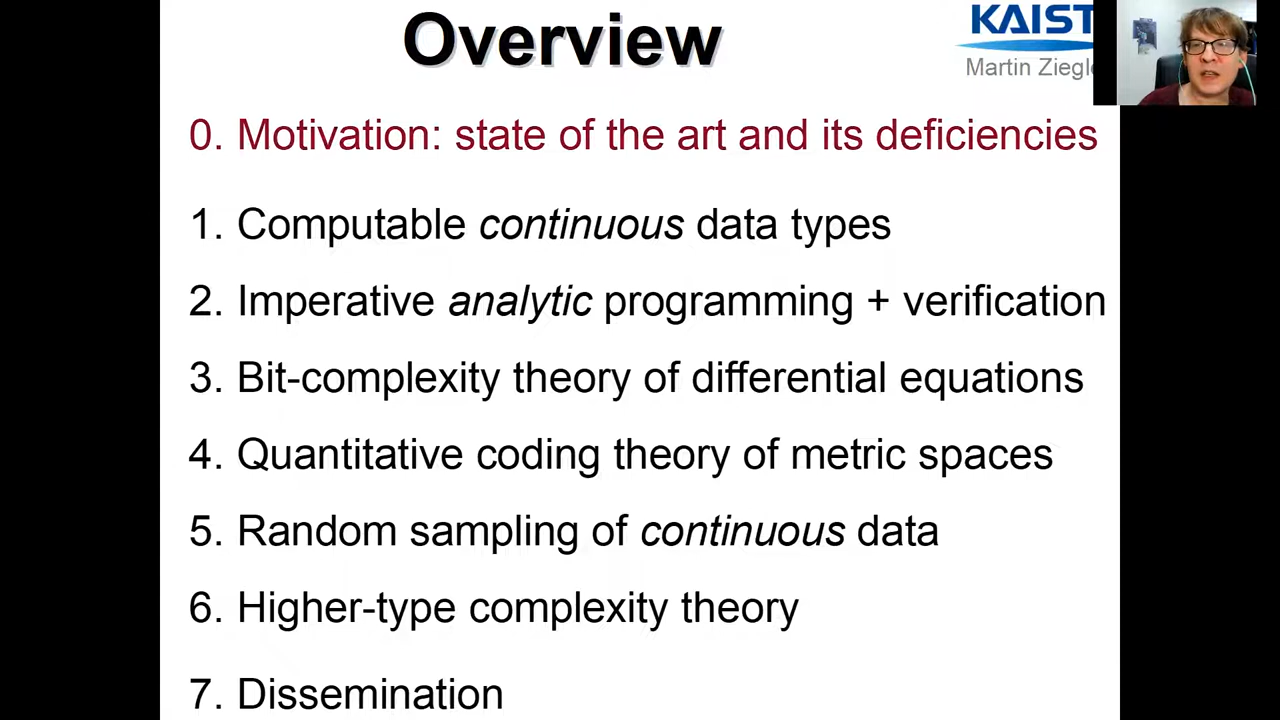 Overview
KAIST
Martin Ziegle
0. Motivation: state of the art and its deficiencies
1. Computable continuous data types
2. Imperative analytic programming + verification
3. Bit-complexity theory of differential equations
4. Quantitative coding theory of metric spaces
5. Random sampling of continuous data
6. Higher-type complexity theory
7. Dissemination